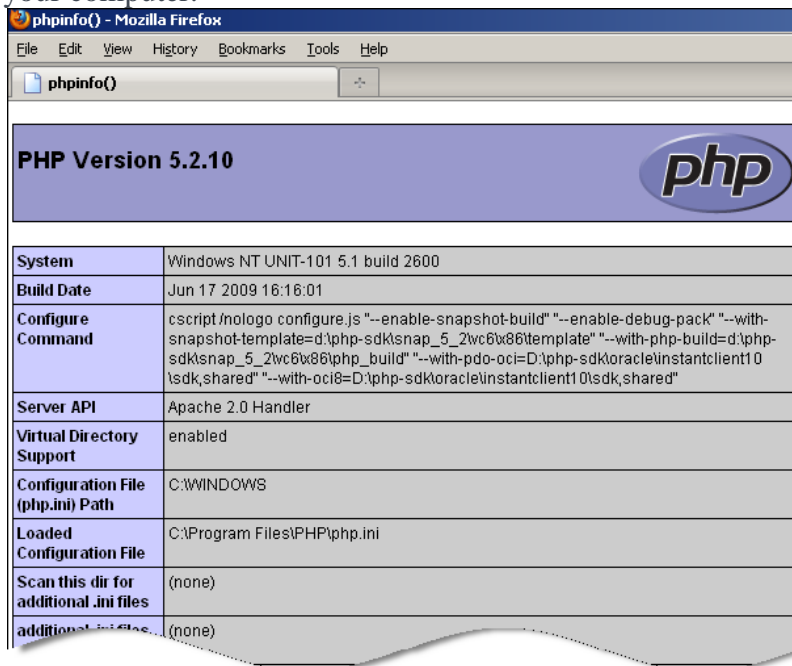 your computer.
phpinfo() - Mozilla Firefox
File Edit View History Bookmarks Tools Help
phpinfo()
PHP Version 5.2.10
php
System Windows NT UNIT-101 5.1 build 2600
Build Date Jun 17 2009 16:16:01
Configure Command cscript /nologo configure.js "--enable-snapshot-build" "--enable-debug-pack" "--with-
snapshot-template=d:\php-sdk\snap_5_2\vc6\x86\template" "--with-php-build=d:\php-
sdk\snap_5_2\vc6\x86\php_build" "--with-pdo-oci=D:\php-sdk\oracle\instantclient10
\sdk,shared" "--with-oci8=D:\php-sdk\oracle\instantclient10\sdk,shared"
Server API Apache 2.0 Handler
Virtual Directory
Support
enabled
Configuration File
(php.ini) Path
C:\WINDOWS
Loaded
Configuration File
C:\Program Files\PHP\php.ini
Scan this dir for
additional .ini files
(none)
additional .ini files (none)